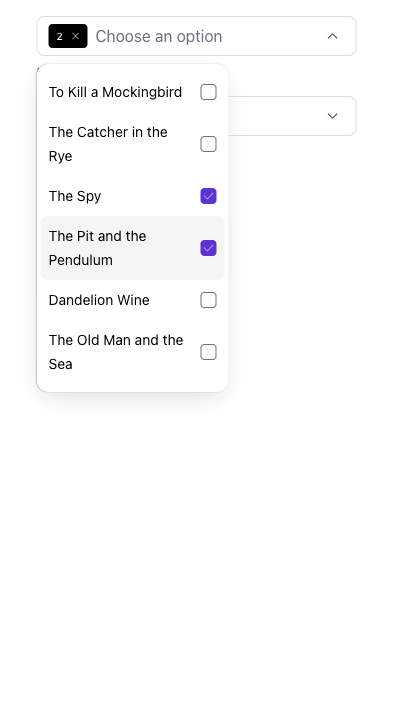 2 Choose an option
To Kill a Mockingbird
The Catcher in the
Rye
The Spy
The Pit and the
Pendulum
Dandelion Wine
The Old Man and the
Sea